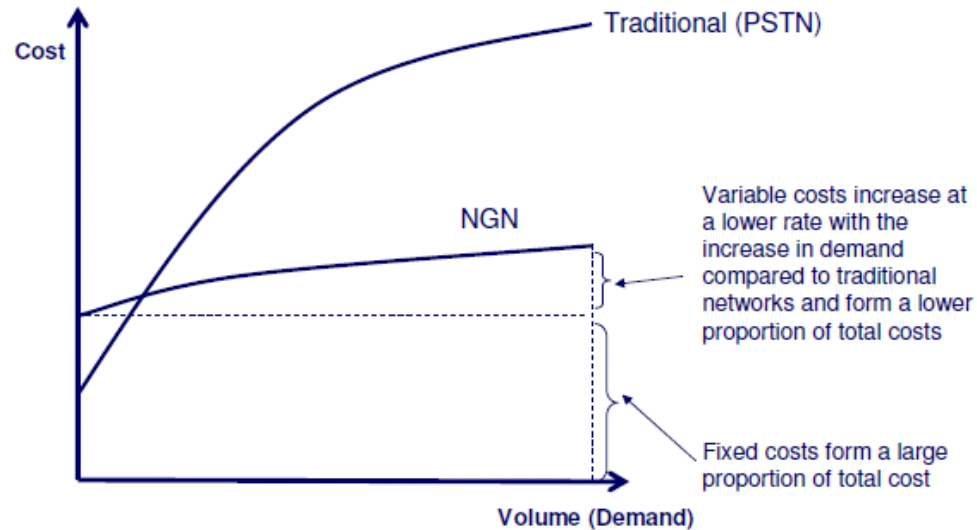 Traditional (PSTN)
Cost
Variable costs increase at
a lower rate with the
increase in demand
compared to traditional
networks and form a lower
proportion of total costs
NGN
Fixed costs form a large
proportion of total cost
Volume (Demand)